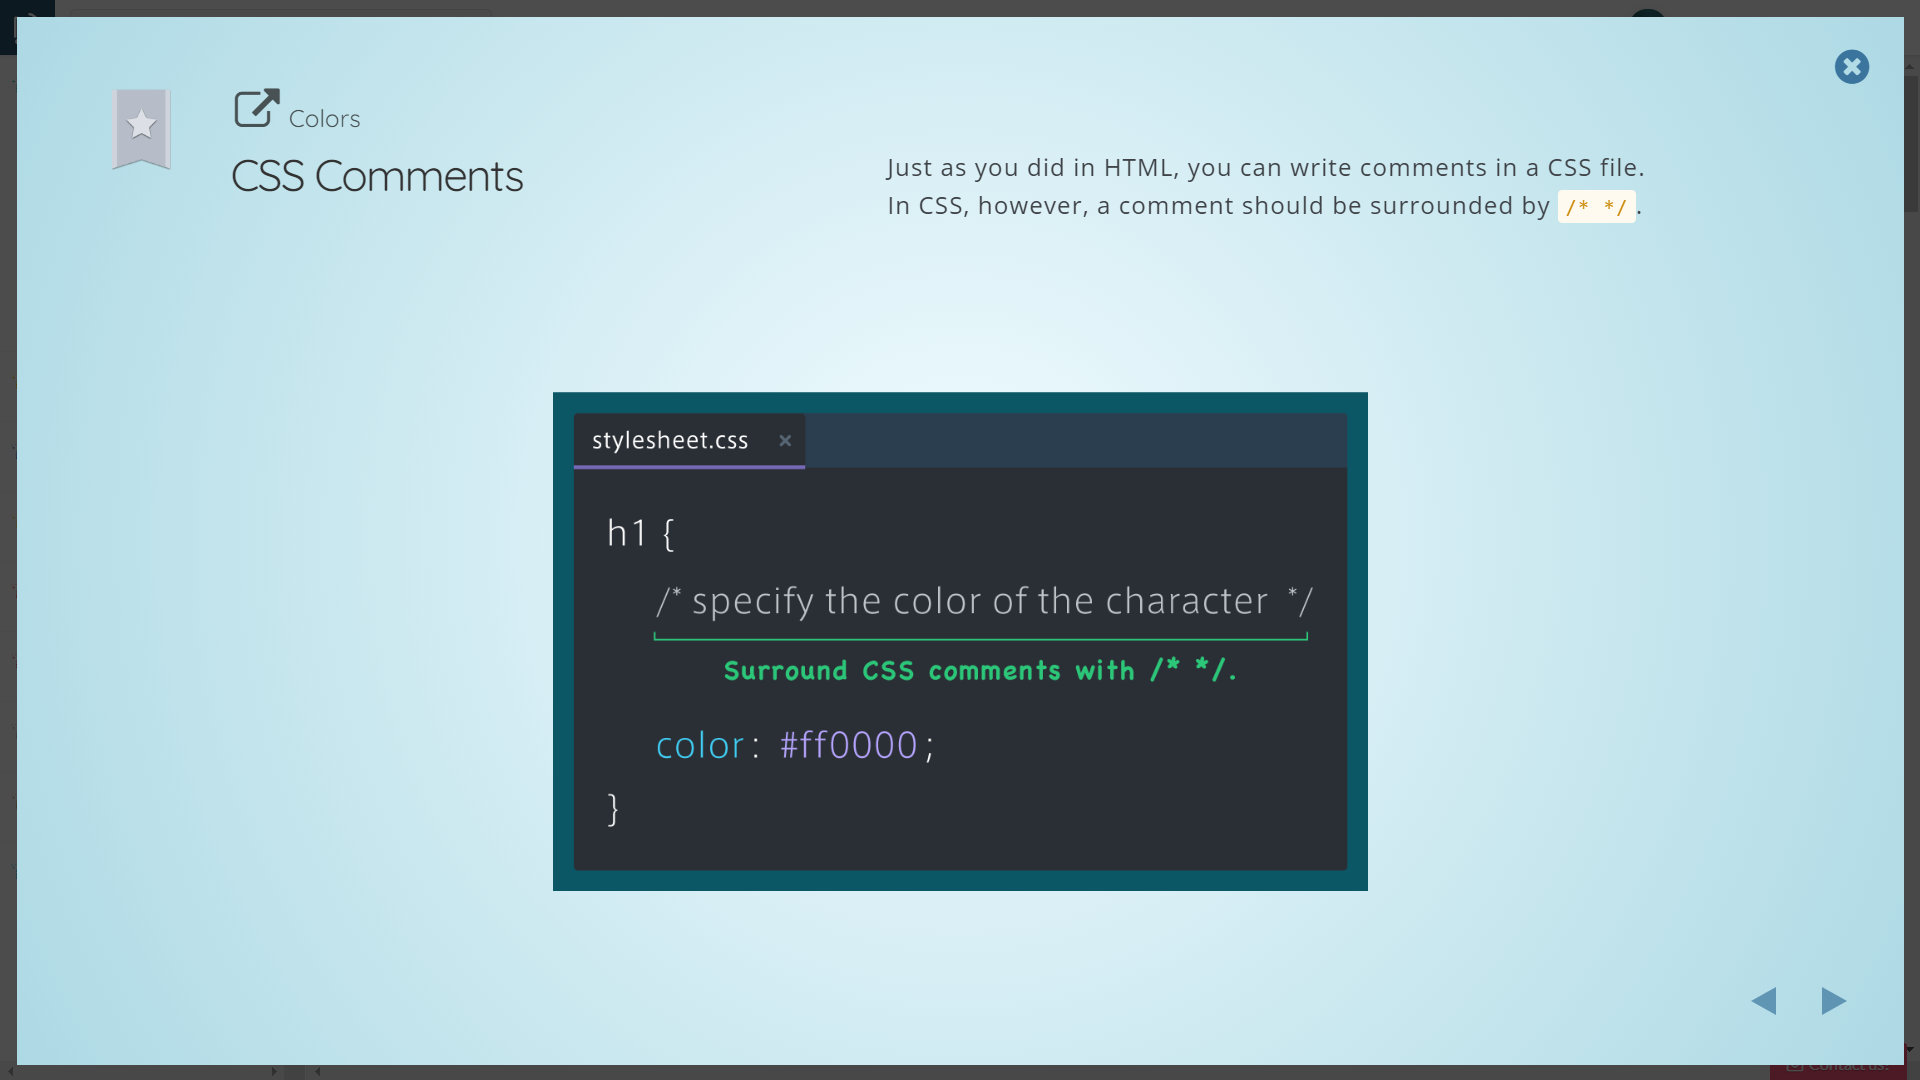 Colors
CSS Comments
Just as you did in HTML, you can write comments in a CSS file.
In CSS, however, a comment should be surrounded by /* */.
stylesheet.css ×
h1 {
/* specify the color of the character */
Surround CSS comments with /* */.
color: #ff0000;
}
Contact us!